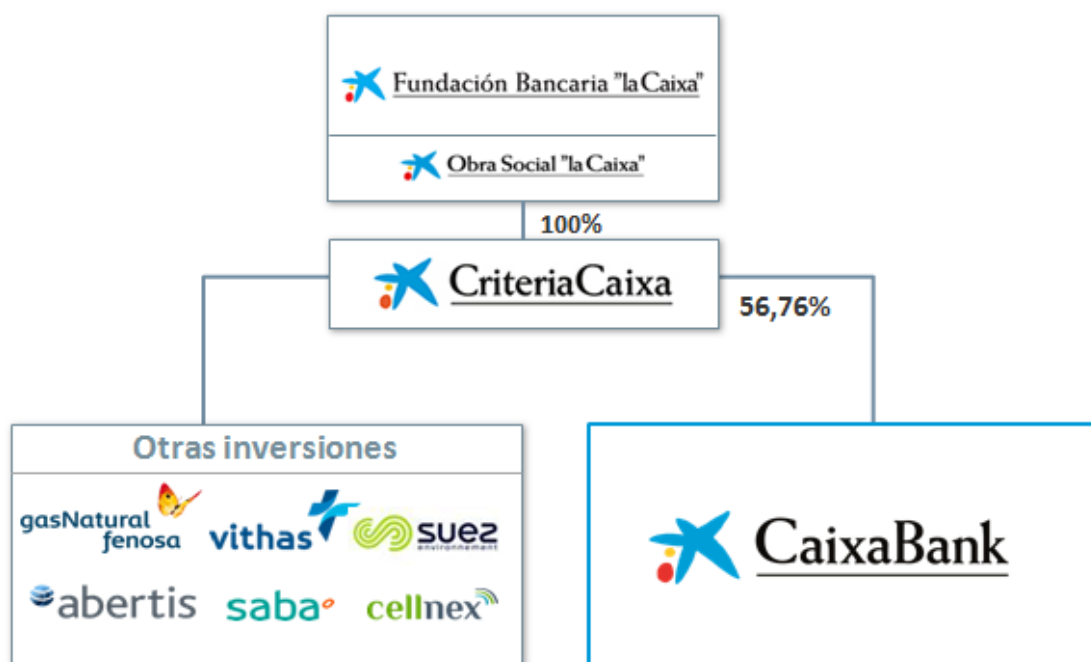 Fundación Bancaria "la Caixa"
Obra Social "la Caixa"
100%
CriteriaCaixa
56,76%
Otras inversiones
gasNatural
fenosa
vithas
suez
environnement
abertis
saba
cellnex
CaixaBank